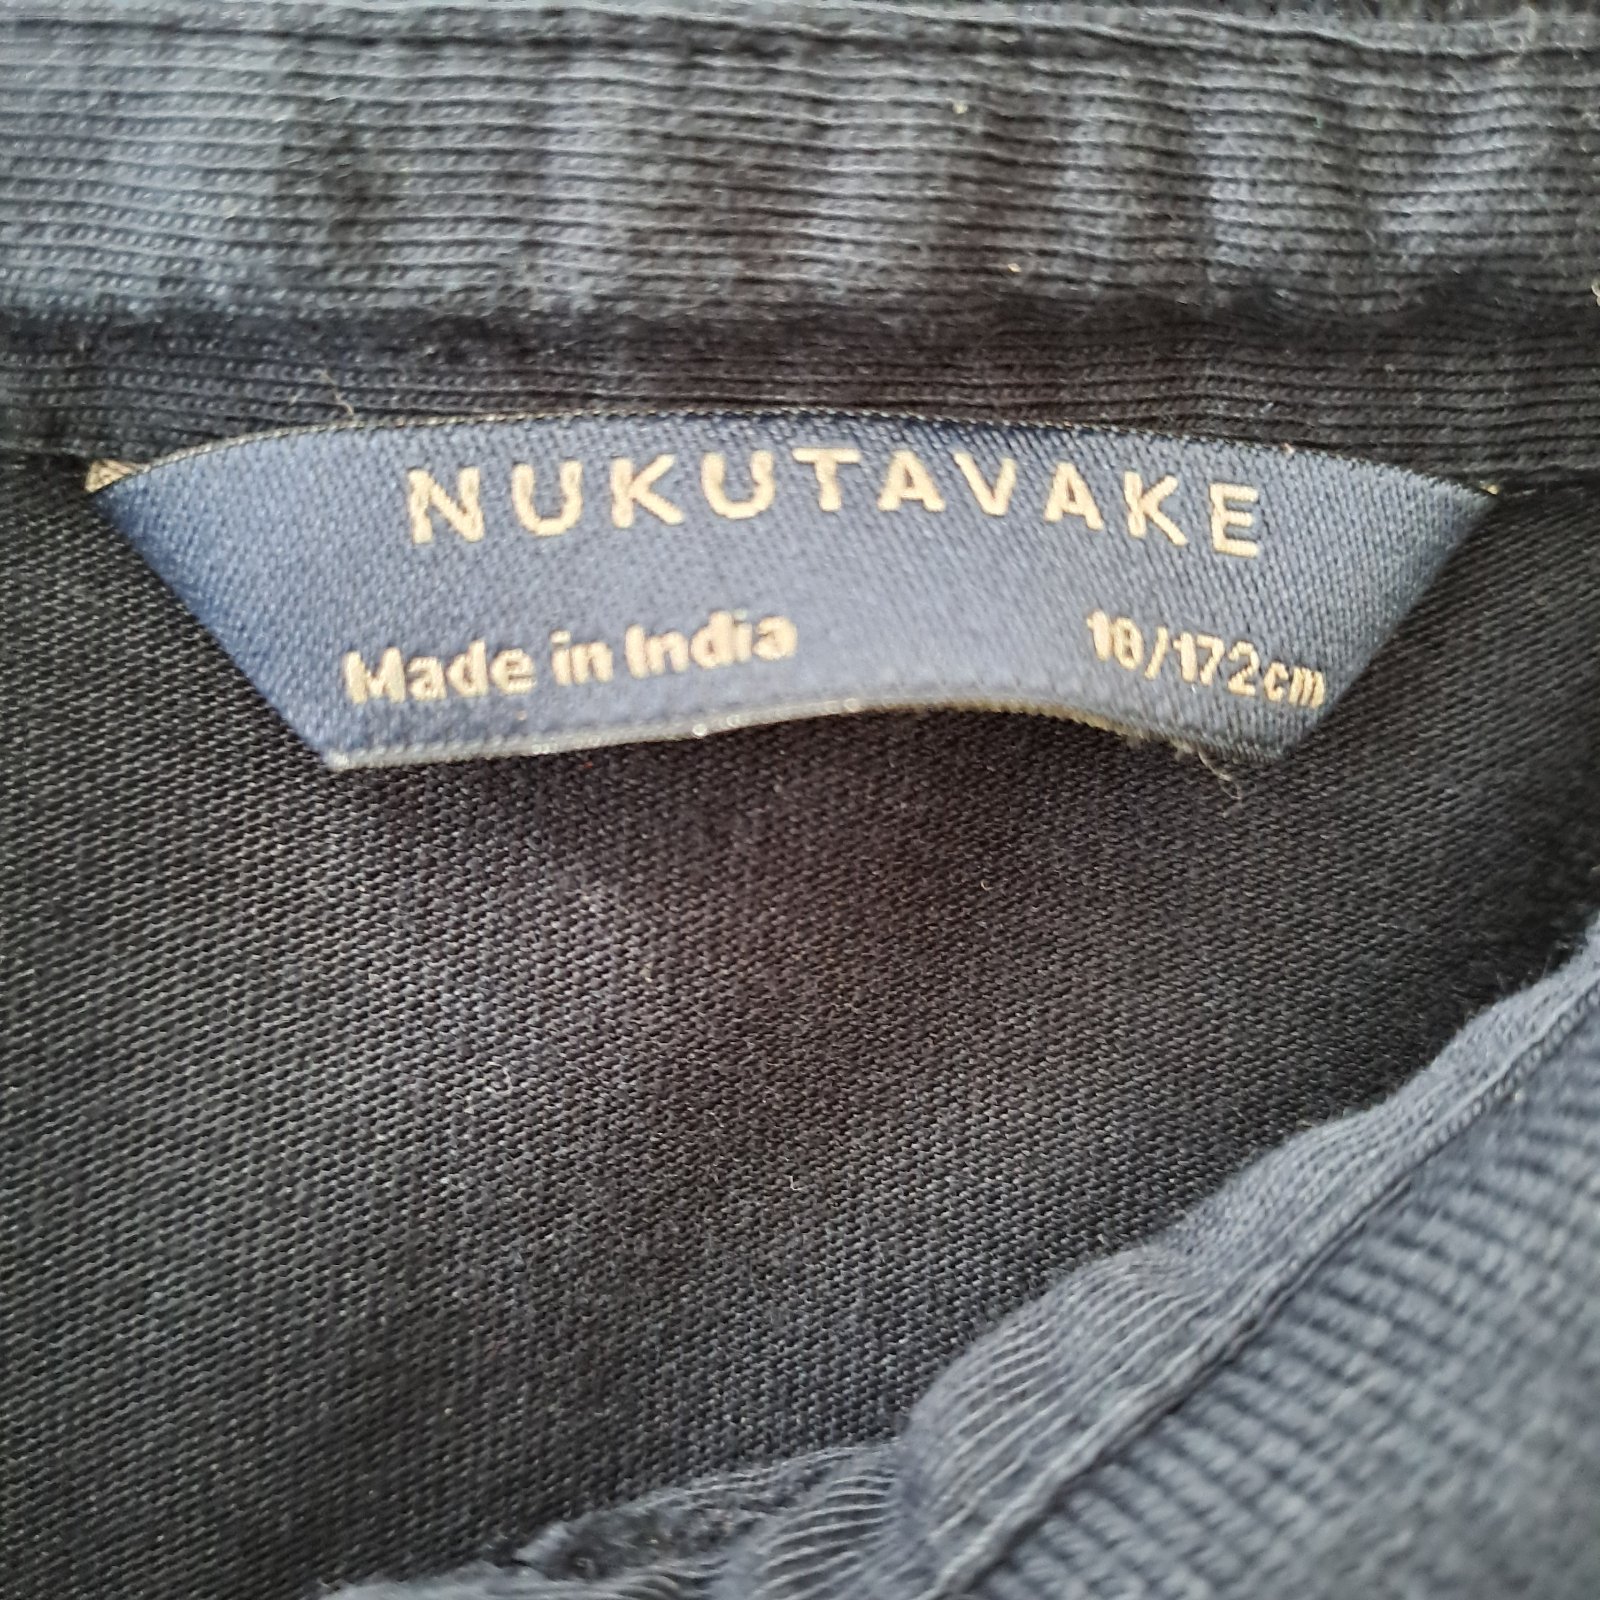 NUKUTAVAKE
Made in India
18/172cm